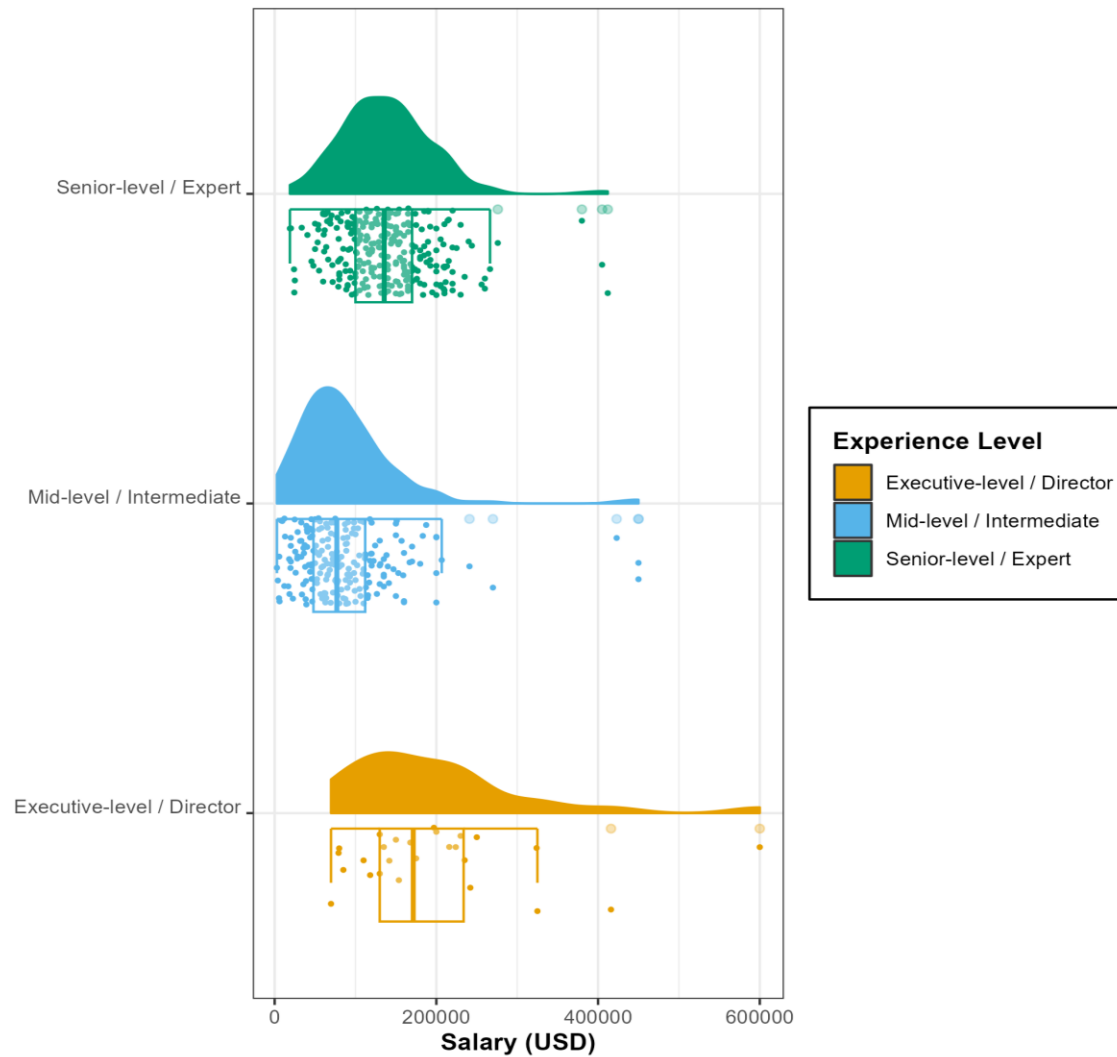 Senior-level / Expert
Mid-level / Intermediate
Executive-level / Director
0 200000 400000 600000
Salary (USD)
Experience Level
Executive-level / Director
Mid-level / Intermediate
Senior-level / Expert